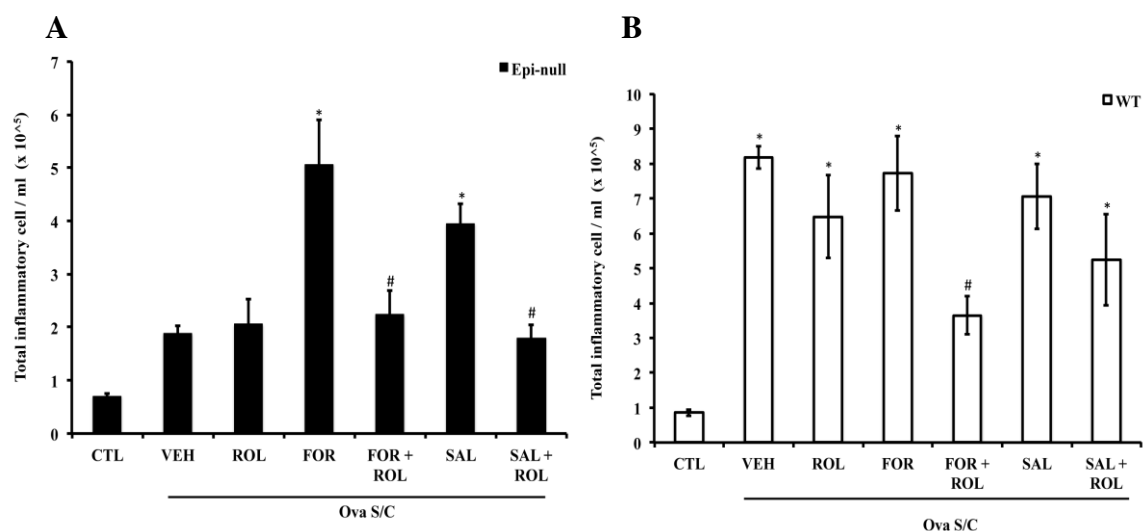 A
Total inflammatory cell / ml (x 10^⁵)
7
6
5
4
3
2
1
0
Epi-null
*
#
*
#
CTL VEH ROL FOR FOR + SAL SAL +
ROL ROL
Ova S/C
B
Total inflammatory cell / ml (x 10^⁵)
10
9
8
7
6
5
4
3
2
1
0
WT
*
*
*
#
*
*
CTL VEH ROL FOR FOR + SAL SAL +
ROL ROL
Ova S/C